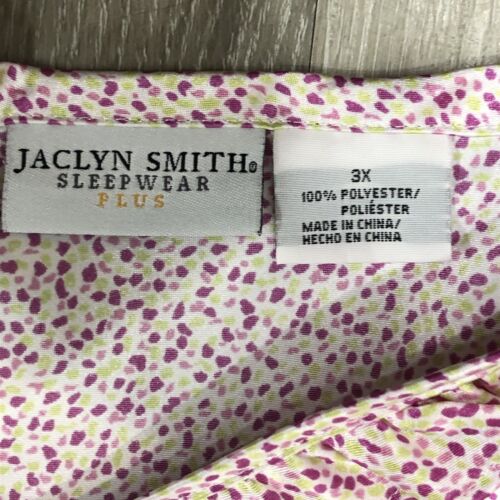 JACLYN SMITH®
SLEEPWEAR
PLUS
3X
100% POLYESTER/
POLIÉSTER
MADE IN CHINA/
HECHO EN CHINA